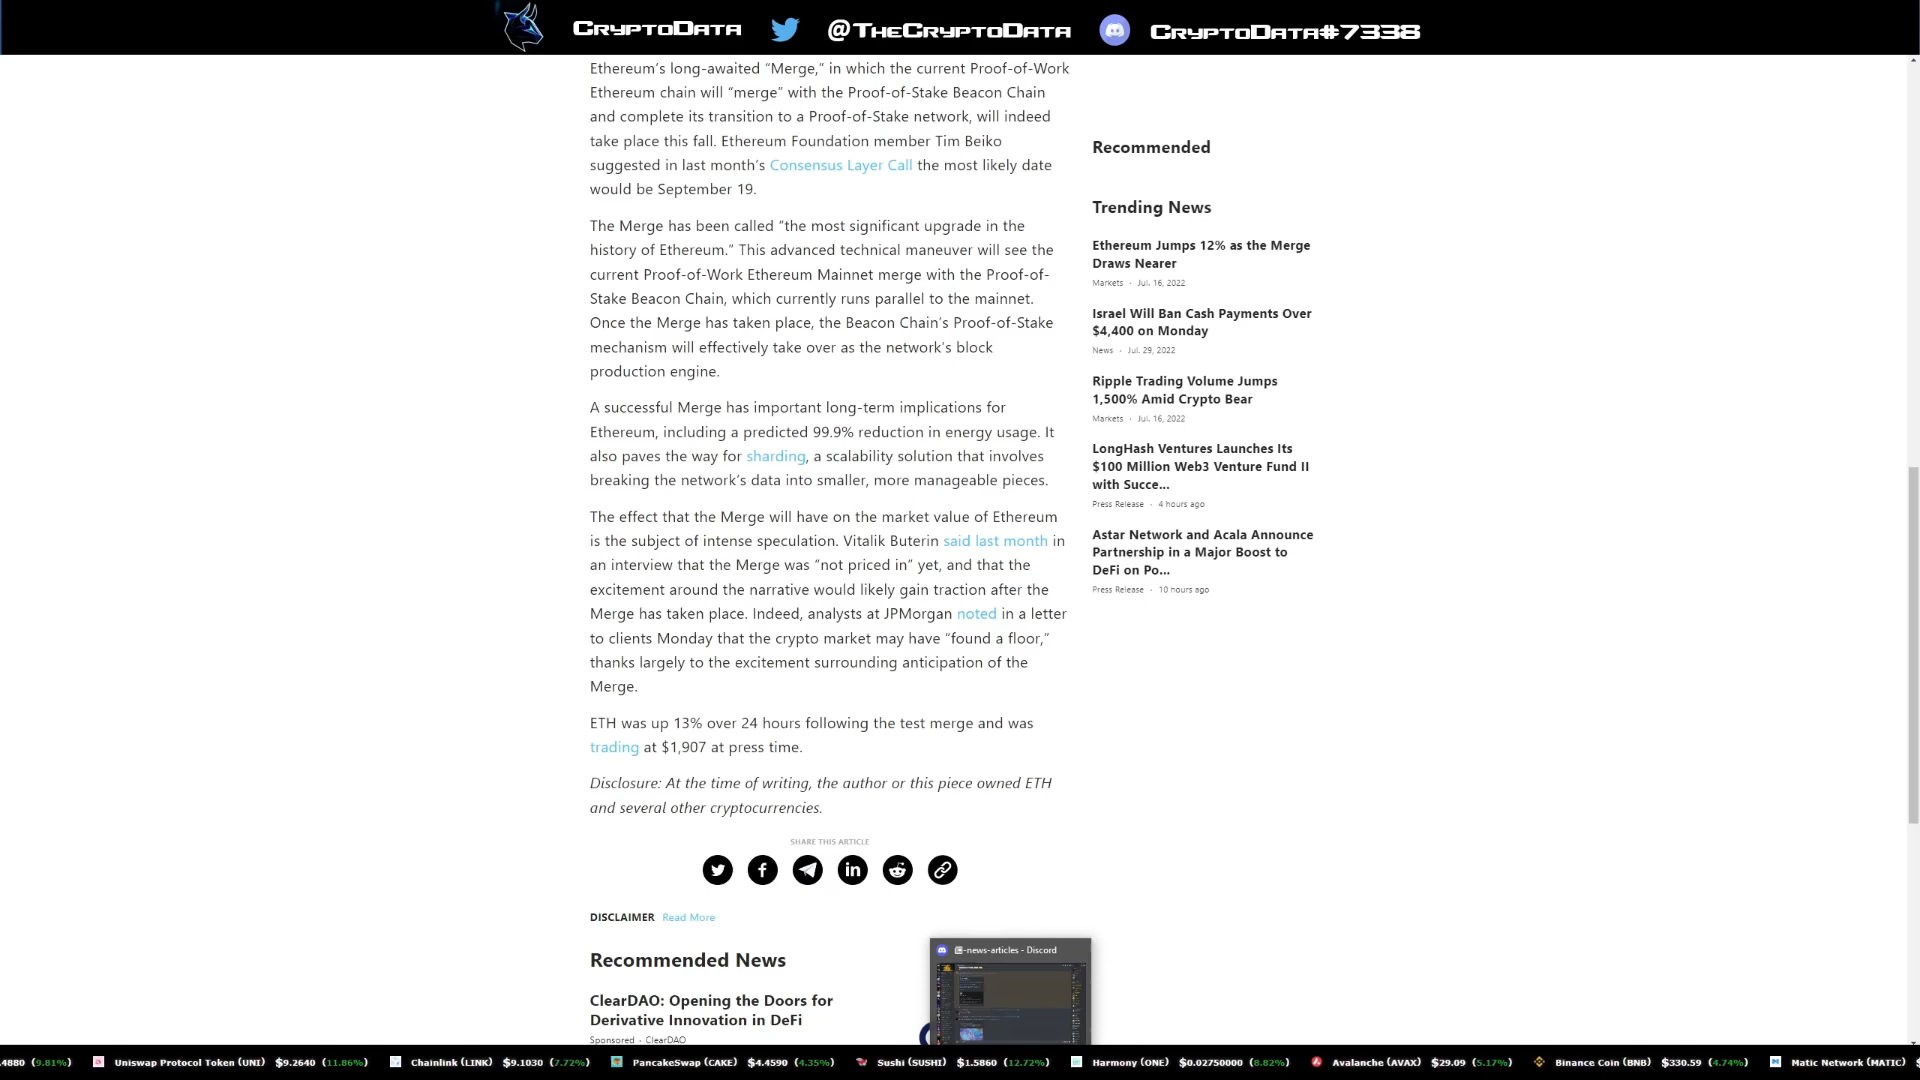 CryptoData @TheCryptoData CryptoData#7338
Ethereum’s long-awaited “Merge,” in which the current Proof-of-Work
Ethereum chain will “merge” with the Proof-of-Stake Beacon Chain
and complete its transition to a Proof-of-Stake network, will indeed
take place this fall. Ethereum Foundation member Tim Beiko
suggested in last month’s Consensus Layer Call the most likely date
would be September 19.
The Merge has been called “the most significant upgrade in the
history of Ethereum.” This advanced technical maneuver will see the
current Proof-of-Work Ethereum Mainnet merge with the Proof-of-
Stake Beacon Chain, which currently runs parallel to the mainnet.
Once the Merge has taken place, the Beacon Chain’s Proof-of-Stake
mechanism will effectively take over as the network’s block
production engine.
A successful Merge has important long-term implications for
Ethereum, including a predicted 99.9% reduction in energy usage. It
also paves the way for sharding, a scalability solution that involves
breaking the network’s data into smaller, more manageable pieces.
The effect that the Merge will have on the market value of Ethereum
is the subject of intense speculation. Vitalik Buterin said last month in
an interview that the Merge was “not priced in” yet, and that the
excitement around the narrative would likely gain traction after the
Merge has taken place. Indeed, analysts at JPMorgan noted in a letter
to clients Monday that the crypto market may have “found a floor,”
thanks largely to the excitement surrounding anticipation of the
Merge.
ETH was up 13% over 24 hours following the test merge and was
trading at $1,907 at press time.
Disclosure: At the time of writing, the author or this piece owned ETH
and several other cryptocurrencies.
SHARE THIS ARTICLE
DISCLAIMER Read More
Recommended News
ClearDAO: Opening the Doors for
Derivative Innovation in DeFi
Sponsored · ClearDAO
Recommended
Trending News
Ethereum Jumps 12% as the Merge
Draws Nearer
Markets · Jul. 16, 2022
Israel Will Ban Cash Payments Over
$4,400 on Monday
News · Jul. 29, 2022
Ripple Trading Volume Jumps
1,500% Amid Crypto Bear
Markets · Jul. 16, 2022
LongHash Ventures Launches Its
$100 Million Web3 Venture Fund II
with Succe...
Press Release · 4 hours ago
Astar Network and Acala Announce
Partnership in a Major Boost to
DeFi on Po...
Press Release · 10 hours ago
-news-articles - Discord
.4880 (9.81%) Uniswap Protocol Token (UNI) $9.2640 (11.86%) Chainlink (LINK) $9.1030 (7.72%) PancakeSwap (CAKE) $4.4590 (4.35%) Sushi (SUSHI) $1.5860 (12.72%) Harmony (ONE) $0.02750000 (8.82%) Avalanche (AVAX) $29.09 (5.17%) Binance Coin (BNB) $330.59 (4.74%) Matic Network (MATIC)